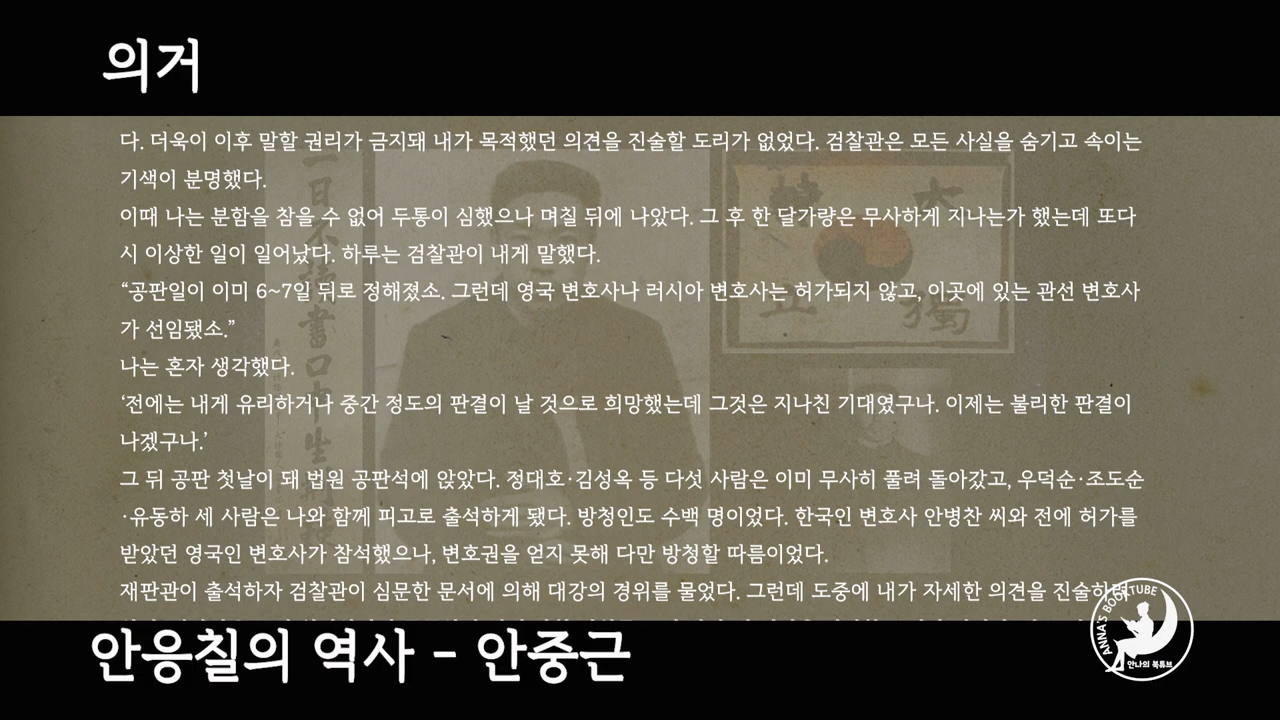 의거
다. 더욱이 이후 말할 권리가 금지돼 내가 목적했던 의견을 진술할 도리가 없었다. 검찰관은 모든 사실을 숨기고 속이는
기색이 분명했다.
이때 나는 분함을 참을 수 없어 두통이 심했으나 며칠 뒤에 나았다. 그 후 한 달가량은 무사하게 지나는가 했는데 또다
시 이상한 일이 일어났다. 하루는 검찰관이 내게 말했다.
“공판일이 이미 6~7일 뒤로 정해졌소. 그런데 영국 변호사나 러시아 변호사는 허가되지 않고, 이곳에 있는 관선 변호사
가 선임됐소.”
나는 혼자 생각했다.
‘전에는 내게 유리하거나 중간 정도의 판결이 날 것으로 희망했는데 그것은 지나친 기대였구나. 이제는 불리한 판결이
나겠구나.’
그 뒤 공판 첫날이 돼 법원 공판석에 앉았다. 정대호·김성옥 등 다섯 사람은 이미 무사히 풀려 돌아갔고, 우덕순·조도순
·유동하 세 사람은 나와 함께 피고로 출석하게 됐다. 방청인도 수백 명이었다. 한국인 변호사 안병찬 씨와 전에 허가를
받았던 영국인 변호사가 참석했으나, 변호권을 얻지 못해 다만 방청할 따름이었다.
재판관이 출석하자 검찰관이 심문한 문서에 의해 대강의 경위를 물었다. 그런데 도중에 내가 자세한 의견을
안응칠의 역사 - 안중근
ANNA'S BOOKTUBE
안나의 북튜브
大
韓
獨
立